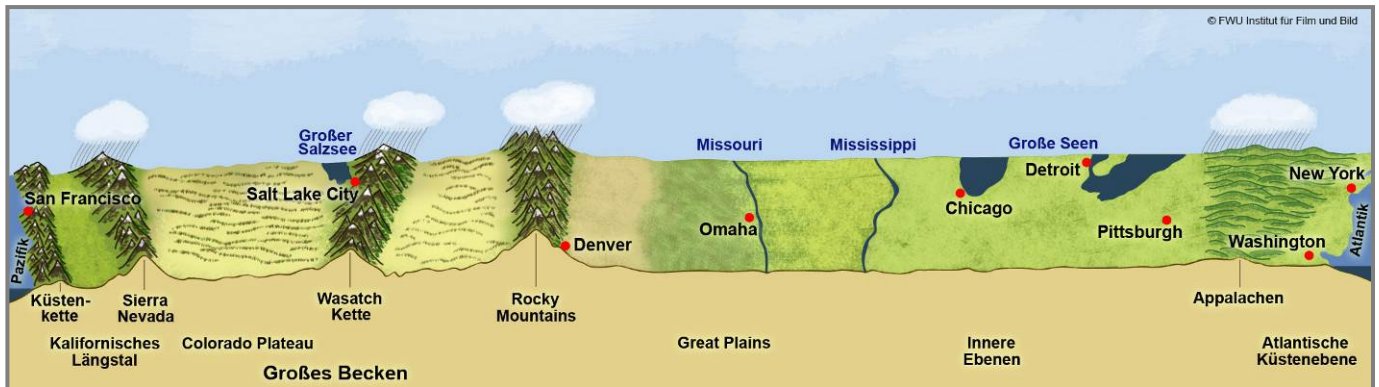 © FWU Institut für Film und Bild
Großer
Salzsee
Missouri
Mississippi
Große Seen
Detroit
New York
San Francisco
Salt Lake City
Chicago
Omaha
Pittsburgh
Denver
Washington
Pazifik
Atlantik
Küsten-
kette
Sierra
Nevada
Wasatch
Kette
Rocky
Mountains
Appalachen
Kalifornisches
Längstal
Colorado Plateau
Great Plains
Innere
Ebenen
Atlantische
Küstenebene
Großes Becken